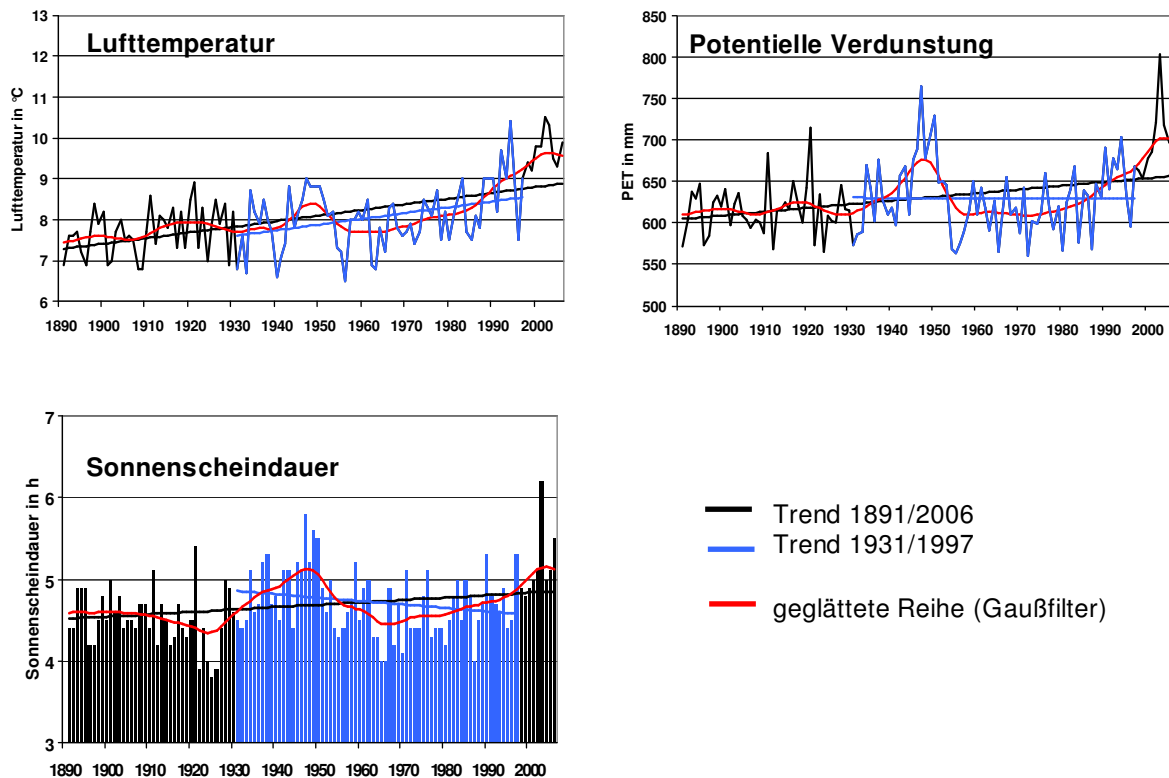 Lufttemperatur
Lufttemperatur in °C
13
12
11
10
9
8
7
6
1890 1900 1910 1920 1930 1940 1950 1960 1970 1980 1990 2000
Potentielle Verdunstung
PET in mm
850
800
750
700
650
600
550
500
1890 1900 1910 1920 1930 1940 1950 1960 1970 1980 1990 2000
Sonnenscheindauer
Sonnenscheindauer in h
7
6
5
4
3
1890 1900 1910 1920 1930 1940 1950 1960 1970 1980 1990 2000
Trend 1891/2006
Trend 1931/1997
geglättete Reihe (Gaußfilter)